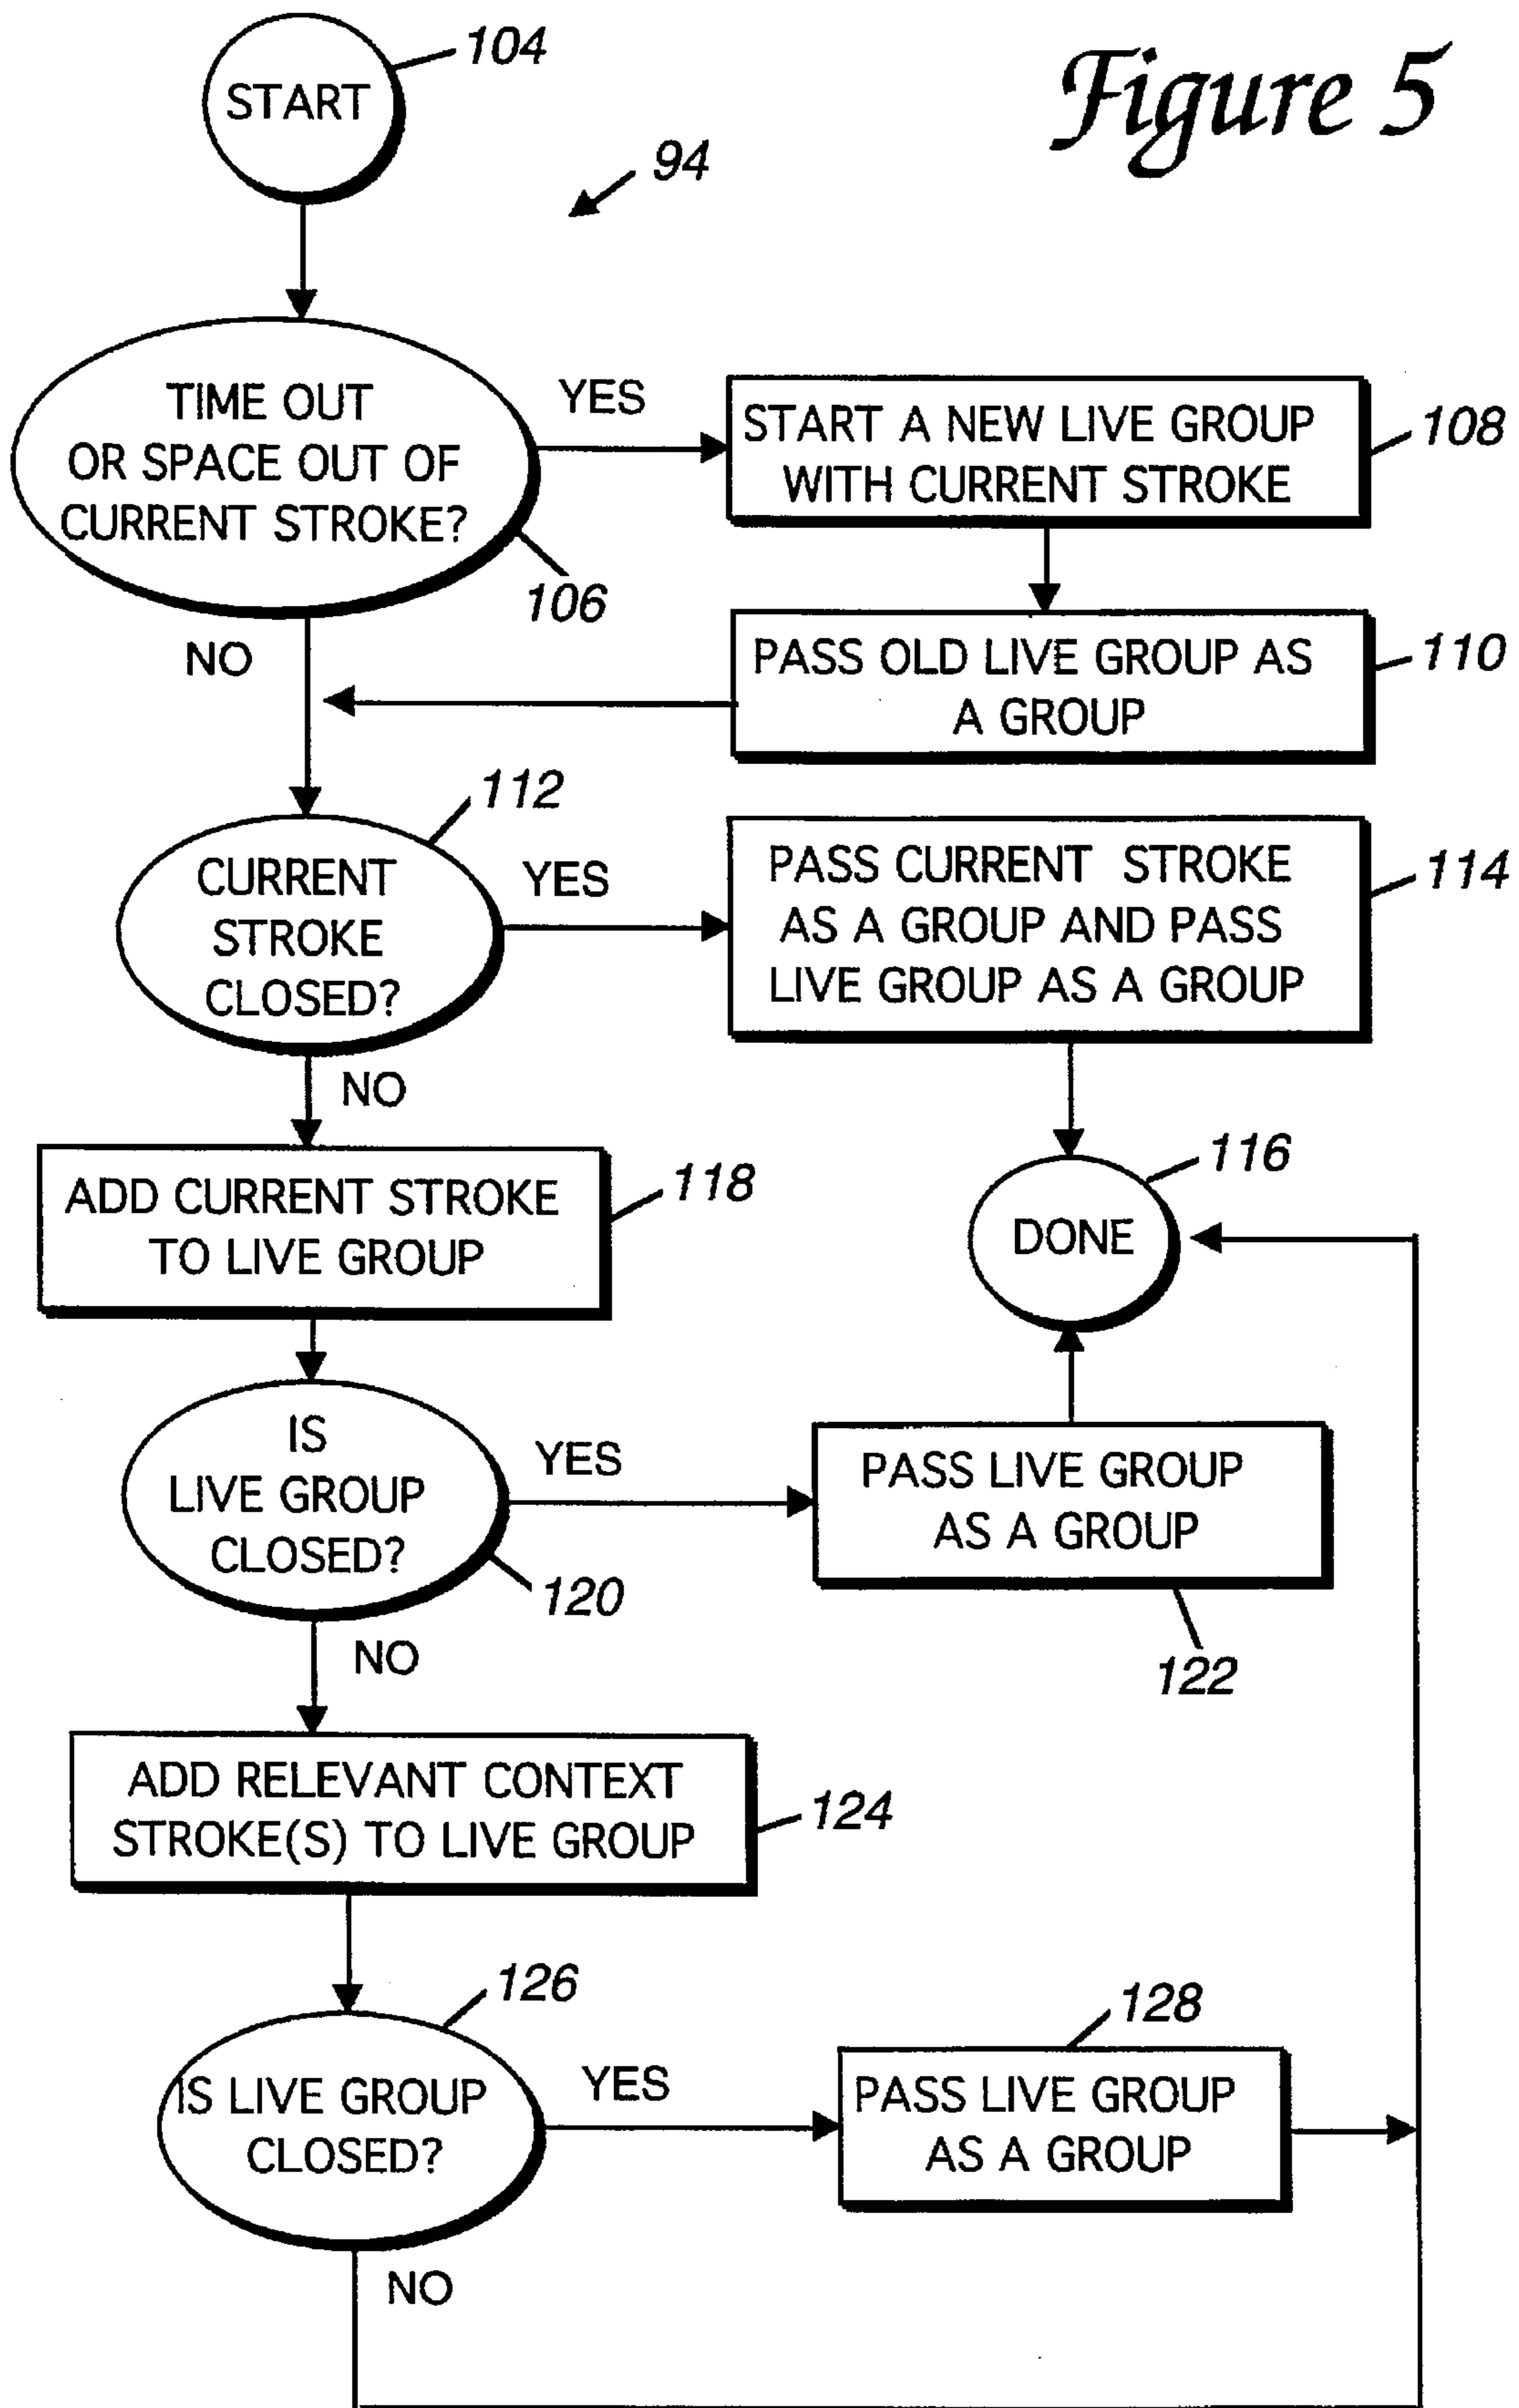 Figure 5
104
START
94
TIME OUT
OR SPACE OUT OF
CURRENT STROKE?
106
YES
START A NEW LIVE GROUP
WITH CURRENT STROKE
108
NO
PASS OLD LIVE GROUP AS
A GROUP
110
112
CURRENT
STROKE
CLOSED?
YES
PASS CURRENT STROKE
AS A GROUP AND PASS
LIVE GROUP AS A GROUP
114
NO
116
DONE
ADD CURRENT STROKE
TO LIVE GROUP
118
IS
LIVE GROUP
CLOSED?
120
YES
PASS LIVE GROUP
AS A GROUP
122
NO
ADD RELEVANT CONTEXT
STROKE(S) TO LIVE GROUP
124
126
IS LIVE GROUP
CLOSED?
YES
128
PASS LIVE GROUP
AS A GROUP
NO